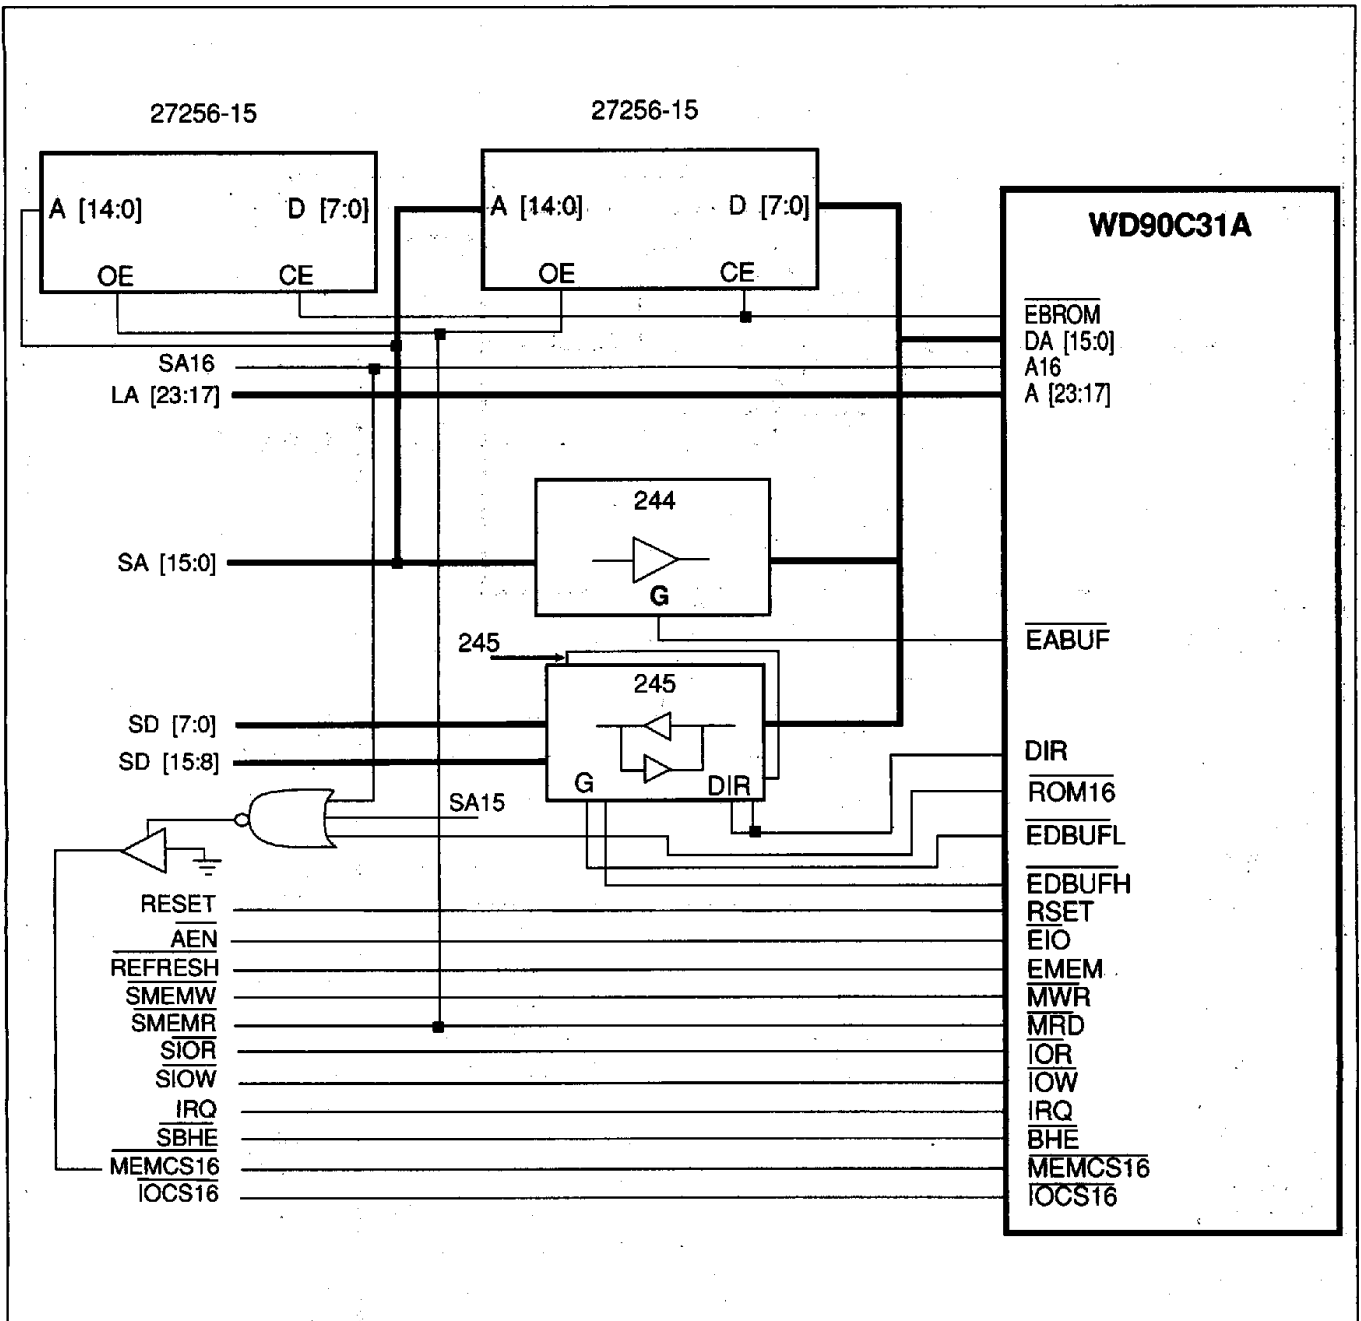 27256-15
27256-15
A [14:0]
D [7:0]
OE
CE
A [14:0]
D [7:0]
OE
CE
WD90C31A
EBROM
DA [15:0]
A16
A [23:17]
SA16
LA [23:17]
244
G
SA [15:0]
EABUF
245
245
G
DIR
SD [7:0]
SD [15:8]
SA15
DIR
ROM16
EDBUFL
EDBUFH
RESET
RSET
AEN
EIO
REFRESH
EMEM
SMEMW
MWR
SMEMR
MRD
SIOR
IOR
SIOW
IOW
IRQ
IRQ
SBHE
BHE
MEMCS16
MEMCS16
IOCS16
IOCS16